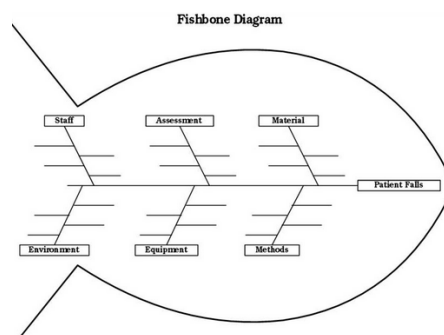 Fishbone Diagram
Staff
Assessment
Material
Patient Falls
Environment
Equipment
Methods